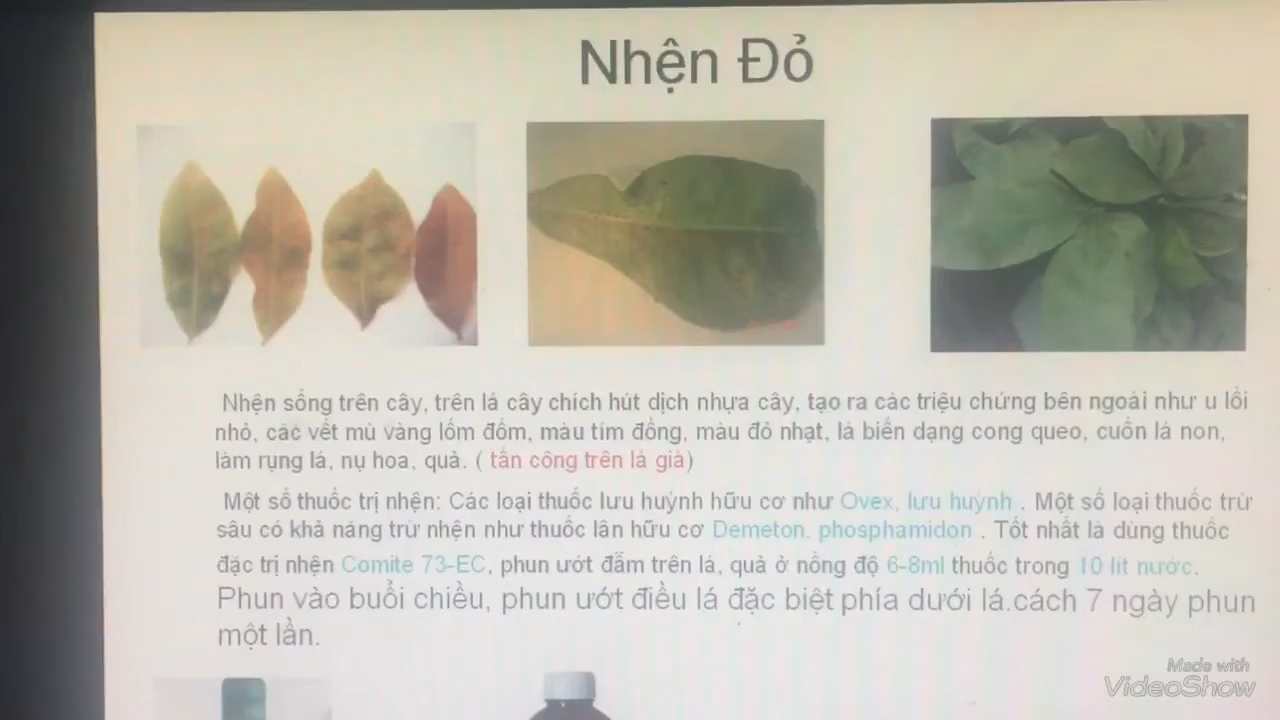 Nhện Đỏ
Nhện sống trên cây, trên lá cây chích hút dịch nhựa cây, tạo ra các triệu chứng bên ngoài như u lồi
nhỏ, các vết mù vàng lốm đốm, màu tím đồng, màu đỏ nhạt, lá biến dạng cong queo, cuốn lá non,
làm rụng lá, nụ hoa, quả. ( tấn công trên lá già)
Một số thuốc trị nhện: Các loại thuốc lưu huỳnh hữu cơ như Ovex, lưu huỳnh . Một số loại thuốc trừ
sâu có khả năng trừ nhện như thuốc lân hữu cơ Demeton, phosphamidon . Tốt nhất là dùng thuốc
đặc trị nhện Comite 73-EC, phun ướt đẫm trên lá, quả ở nồng độ 6-8ml thuốc trong 10 lít nước.
Phun vào buổi chiều, phun ướt điều lá đặc biệt phía dưới lá.cách 7 ngày phun
một lần.
Made with
VideoShow